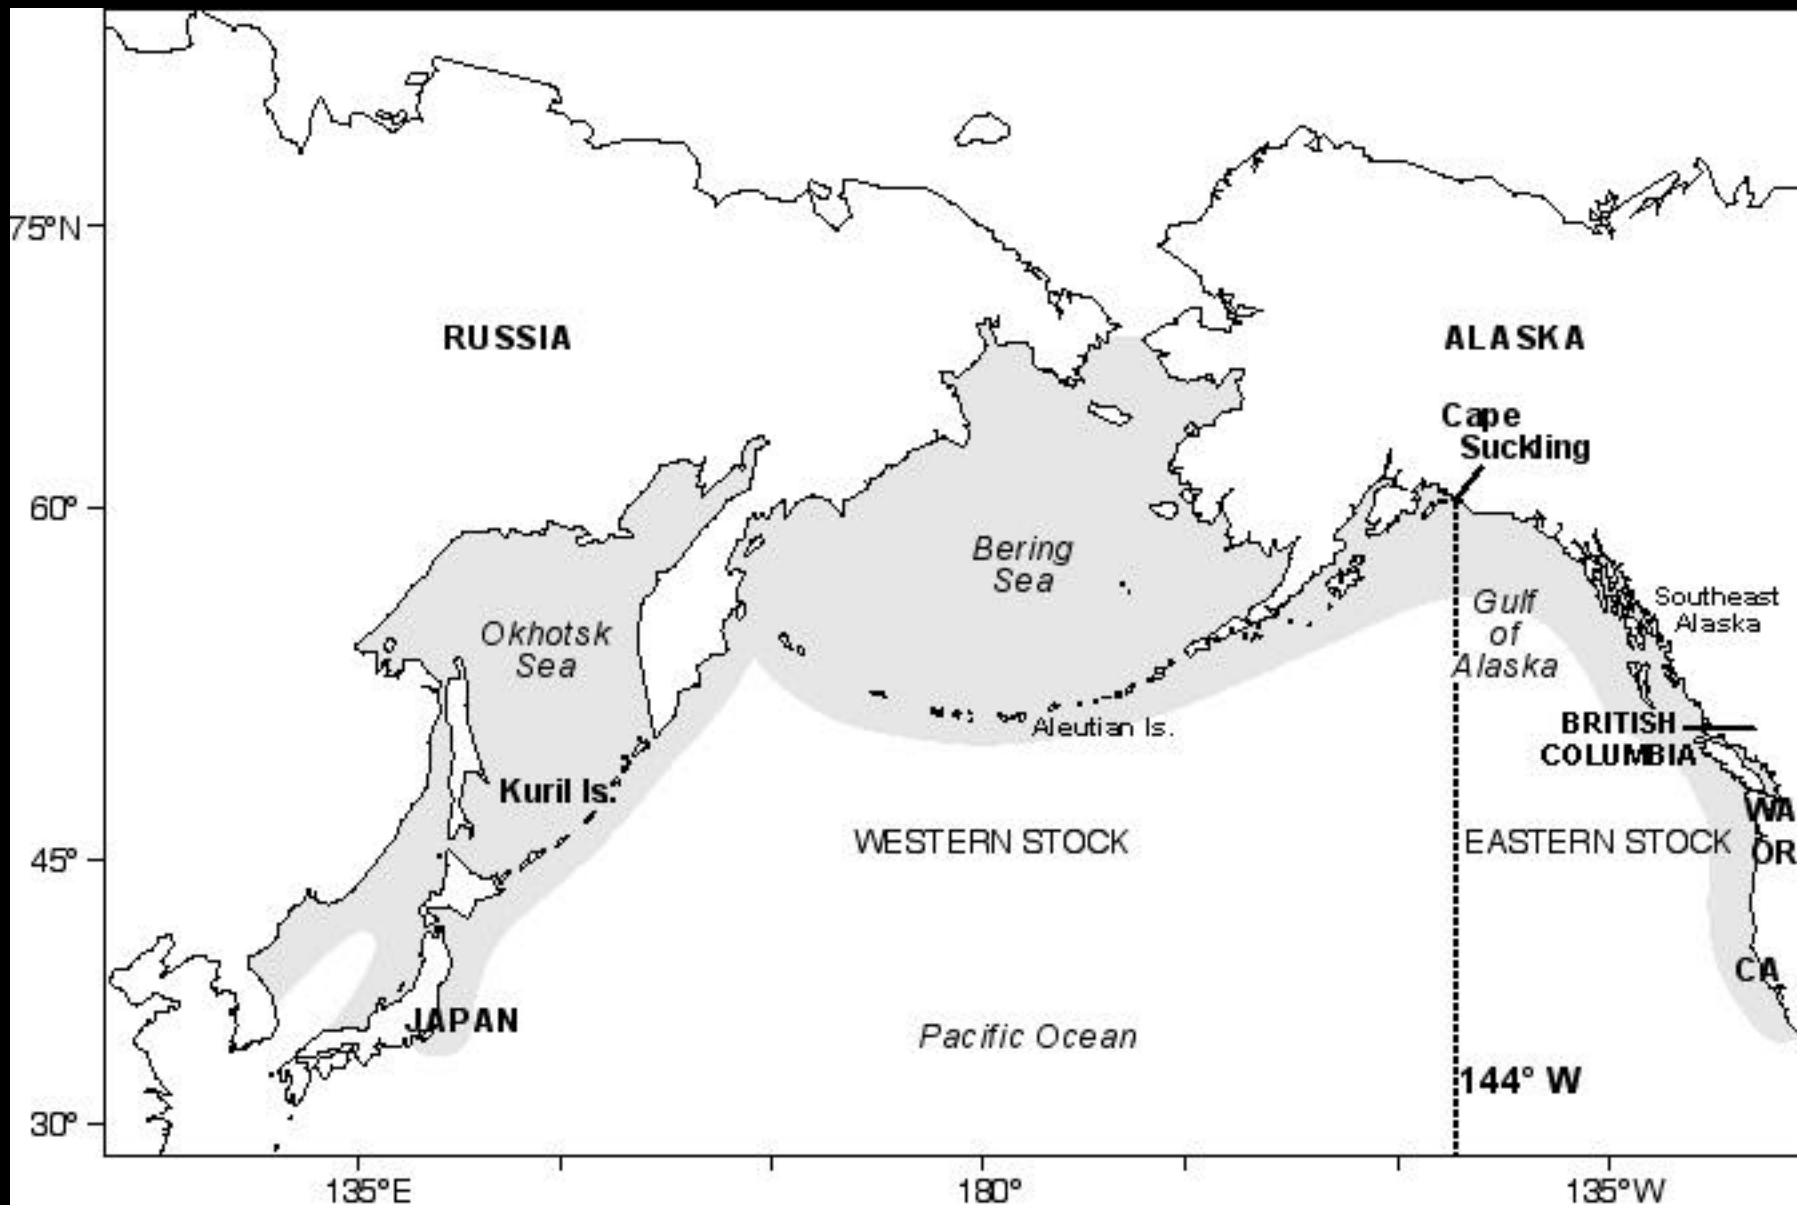 75°N
RUSSIA
ALASKA
Cape
Suckling
60°
Bering
Sea
Okhotsk
Sea
Gulf
of
Alaska
Southeast
Alaska
Aleutian Is.
BRITISH
COLUMBIA
Kuril Is.
WA
WESTERN STOCK
EASTERN STOCK
OR
45°
CA
JAPAN
Pacific Ocean
144° W
30°
135°E
180°
135°W